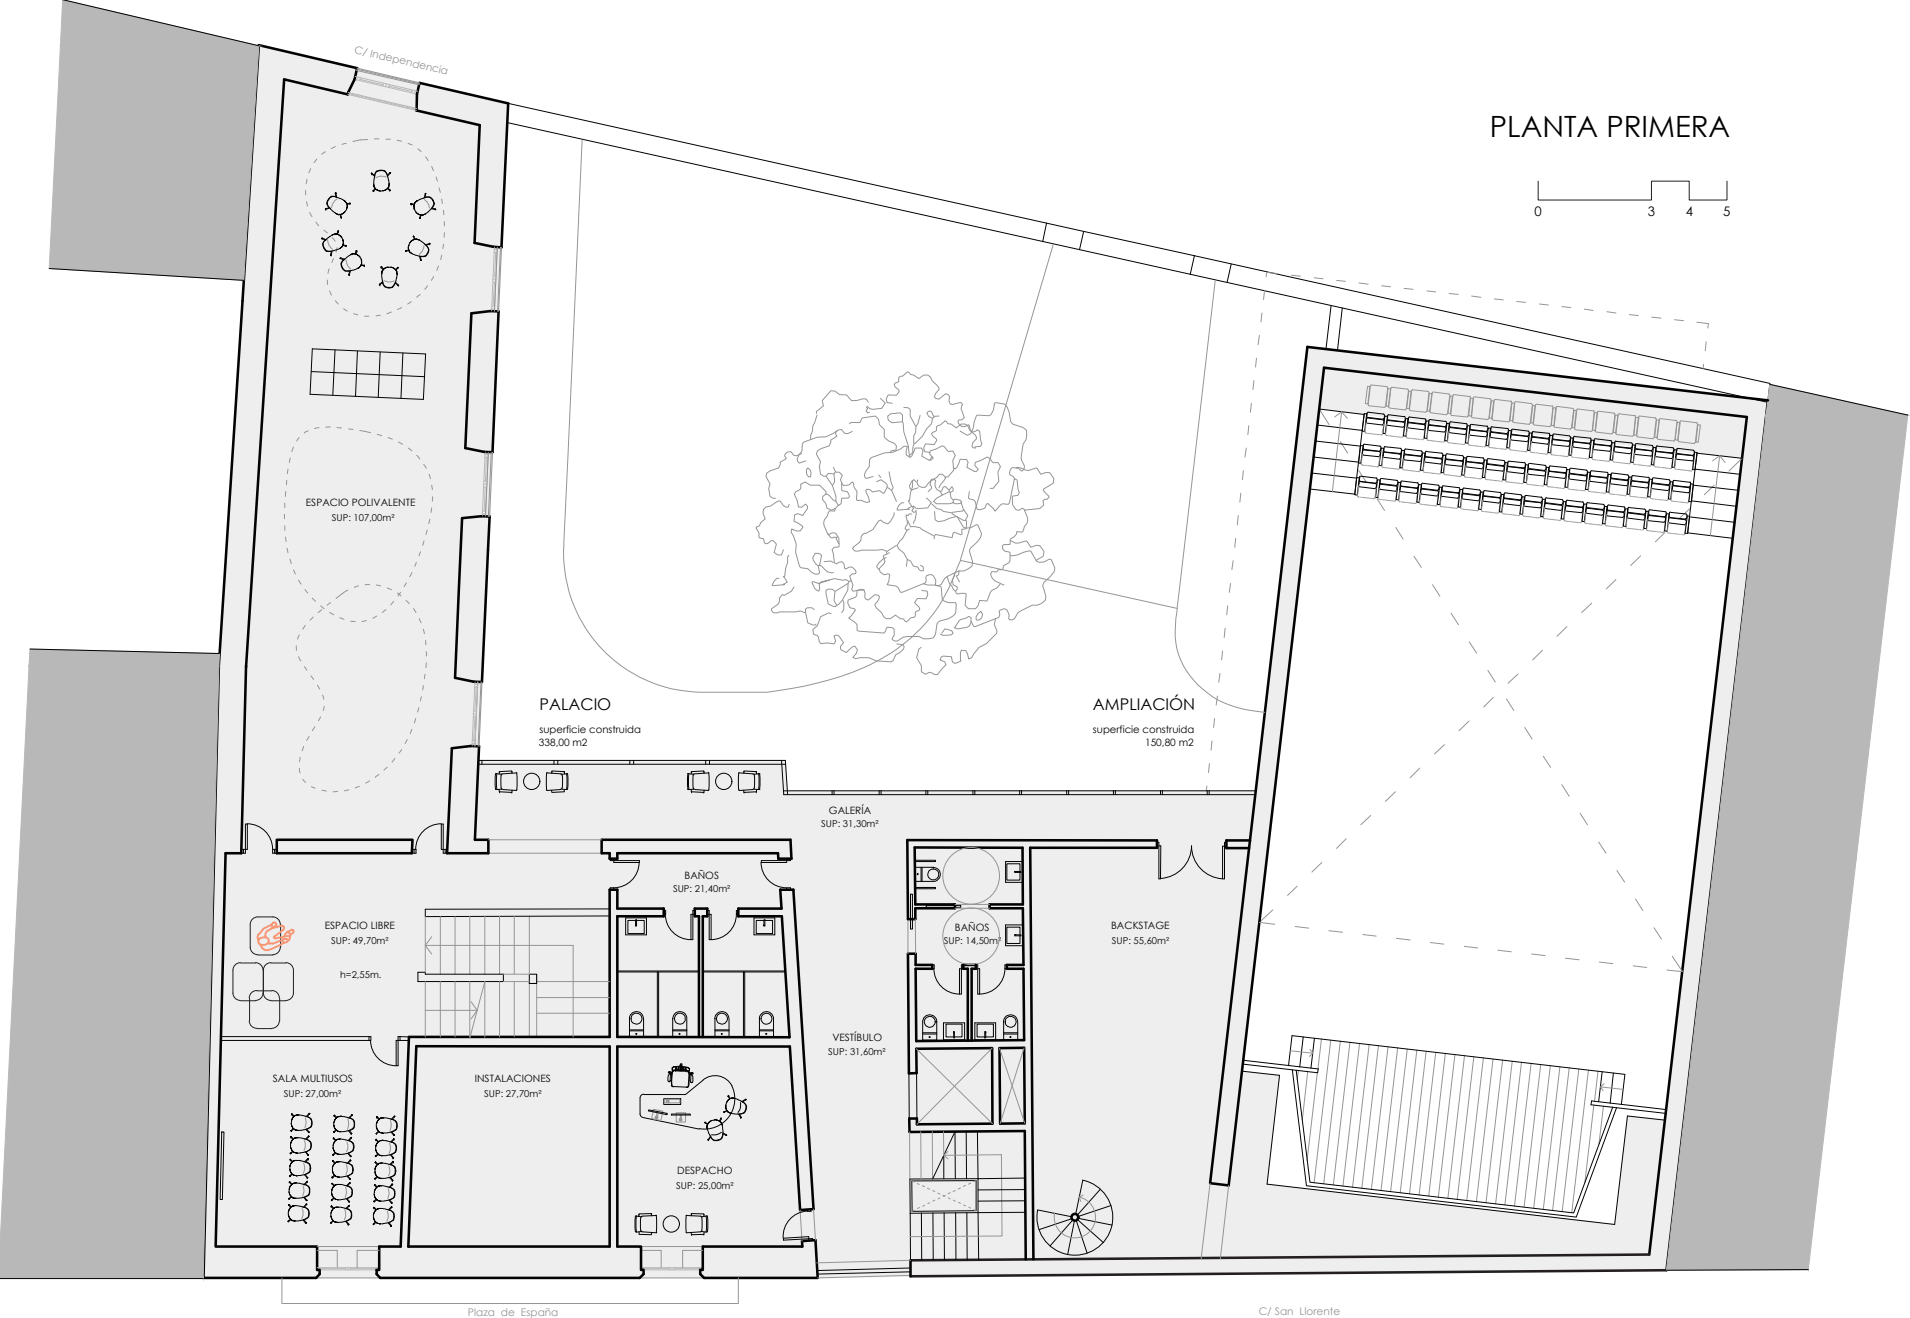 C/ Independencia
PLANTA PRIMERA
0 3 4 5
ESPACIO POLIVALENTE
SUP: 107,00m²
PALACIO
superficie construida
338,00 m2
AMPLIACIÓN
superficie construida
150,80 m2
GALERÍA
SUP: 31,30m²
BAÑOS
SUP: 21,40m²
ESPACIO LIBRE
SUP: 49,70m²
h=2,55m.
BAÑOS
SUP: 14,50m²
BACKSTAGE
SUP: 55,60m²
VESTÍBULO
SUP: 31,60m²
SALA MULTIUSOS
SUP: 27,00m²
INSTALACIONES
SUP: 27,70m²
DESPACHO
SUP: 25,00m²
Plaza de España
C/ San Llorente